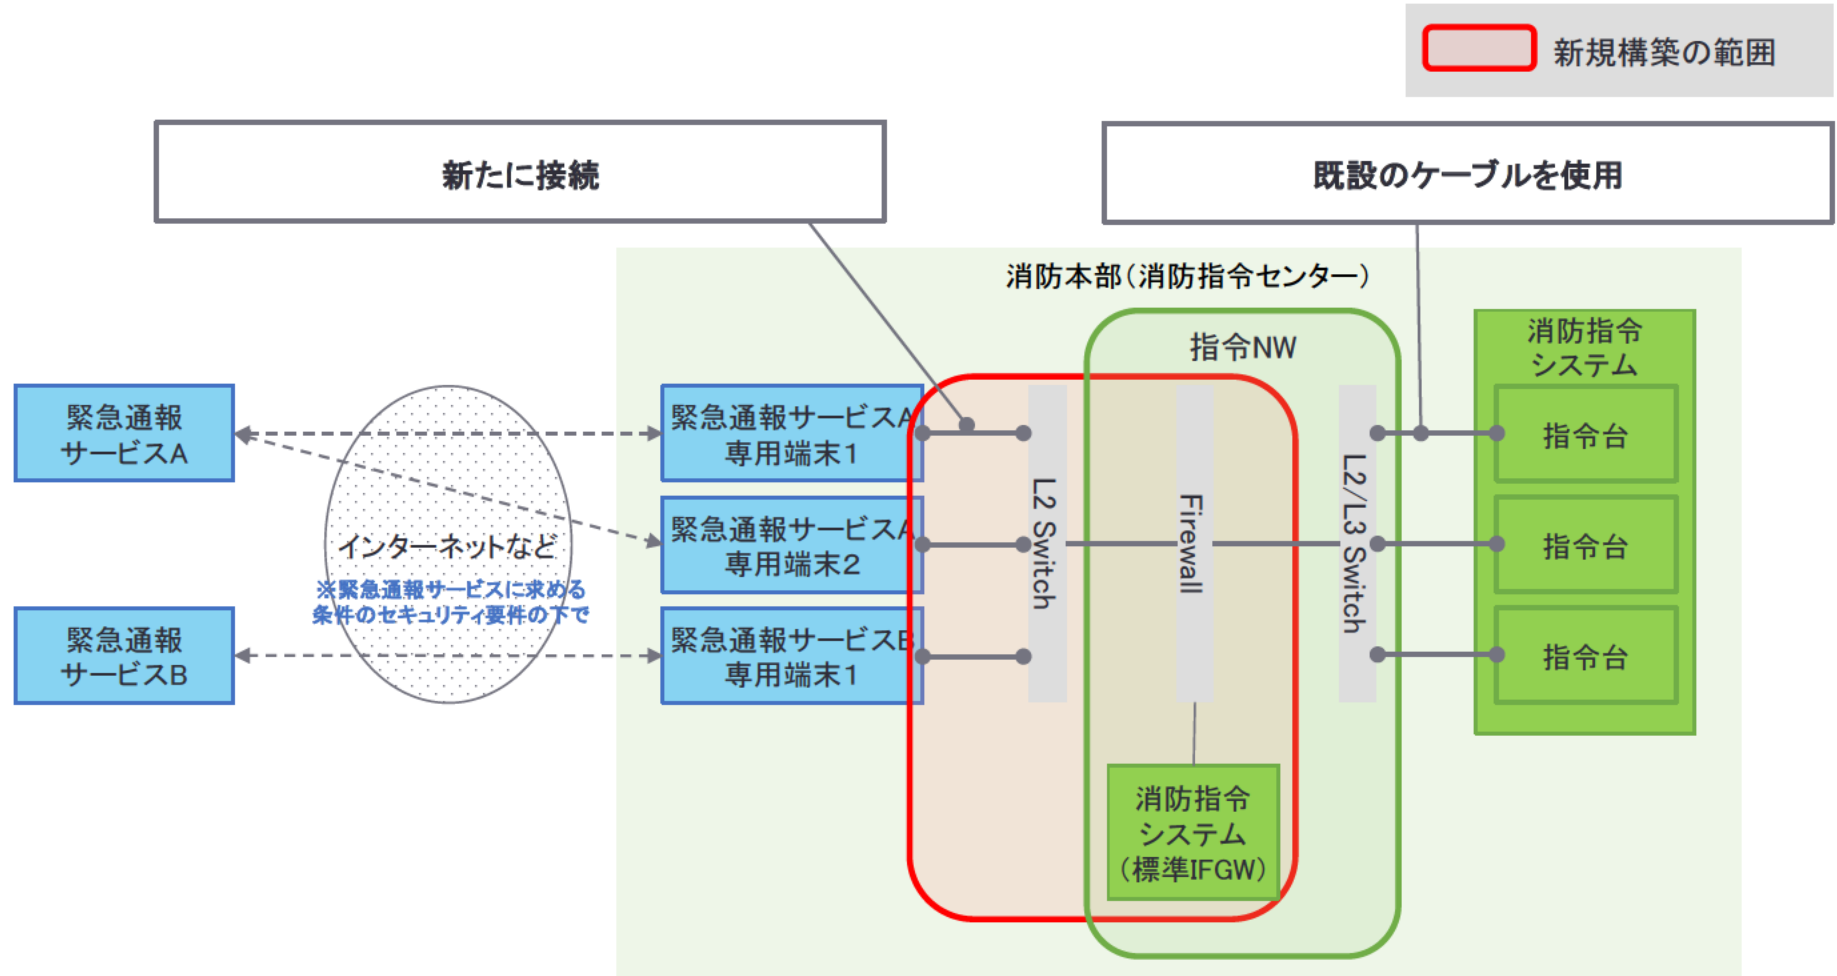 新規構築の範囲
新たに接続
既設のケーブルを使用
消防本部(消防指令センター)
指令NW
消防指令
システム
緊急通報
サービスA
緊急通報サービスA
専用端末1
指令台
インターネットなど
※緊急通報サービスに求める
条件のセキュリティ要件の下で
緊急通報サービスA
専用端末2
L2 Switch
Firewall
L2/L3 Switch
指令台
緊急通報
サービスB
緊急通報サービスB
専用端末1
指令台
消防指令
システム
(標準IFGW)